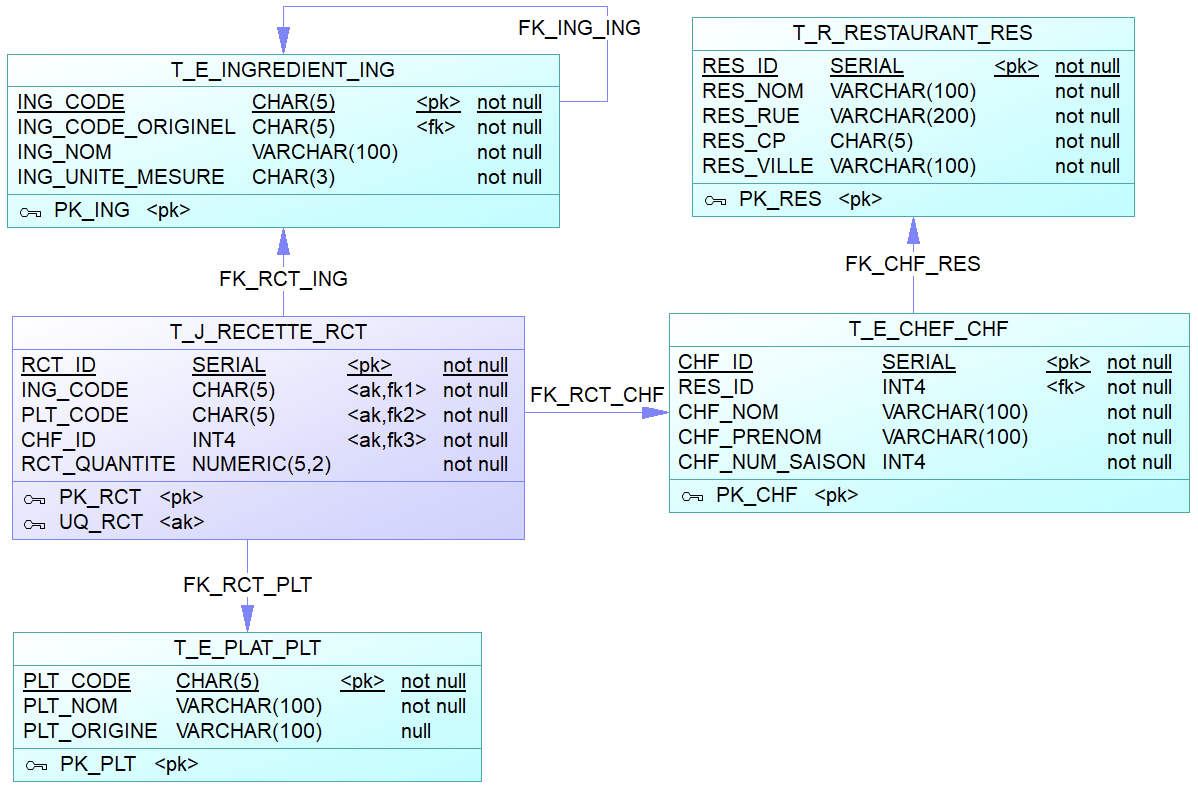 FK_ING_ING
T_E_INGREDIENT_ING
ING_CODE CHAR(5) <pk> not null
ING_CODE_ORIGINEL CHAR(5) <fk> not null
ING_NOM VARCHAR(100) not null
ING_UNITE_MESURE CHAR(3) not null
PK_ING <pk>
T_R_RESTAURANT_RES
RES_ID SERIAL <pk> not null
RES_NOM VARCHAR(100) not null
RES_RUE VARCHAR(200) not null
RES_CP CHAR(5) not null
RES_VILLE VARCHAR(100) not null
PK_RES <pk>
FK_RCT_ING
FK_CHF_RES
T_J_RECETTE_RCT
RCT_ID SERIAL <pk> not null
ING_CODE CHAR(5) <ak,fk1> not null
PLT_CODE CHAR(5) <ak,fk2> not null
CHF_ID INT4 <ak,fk3> not null
RCT_QUANTITE NUMERIC(5,2) not null
PK_RCT <pk>
UQ_RCT <ak>
FK_RCT_CHF
T_E_CHEF_CHF
CHF_ID SERIAL <pk> not null
RES_ID INT4 <fk> not null
CHF_NOM VARCHAR(100) not null
CHF_PRENOM VARCHAR(100) not null
CHF_NUM_SAISON INT4 not null
PK_CHF <pk>
FK_RCT_PLT
T_E_PLAT_PLT
PLT_CODE CHAR(5) <pk> not null
PLT_NOM VARCHAR(100) not null
PLT_ORIGINE VARCHAR(100) null
PK_PLT <pk>